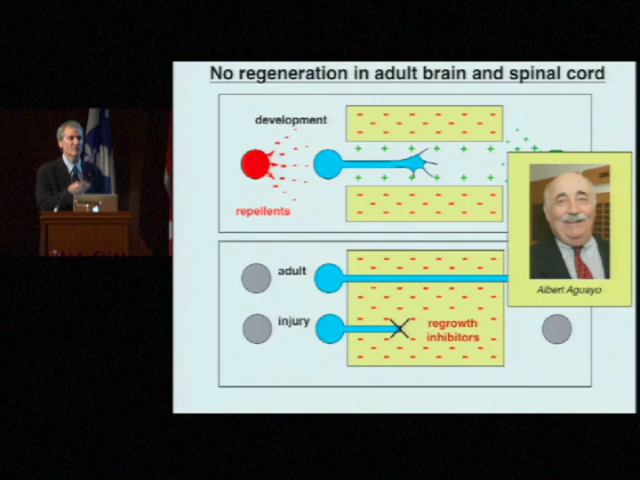 No regeneration in adult brain and spinal cord
development
repellents
Albert Aguayo
adult
injury
regrowth
inhibitors